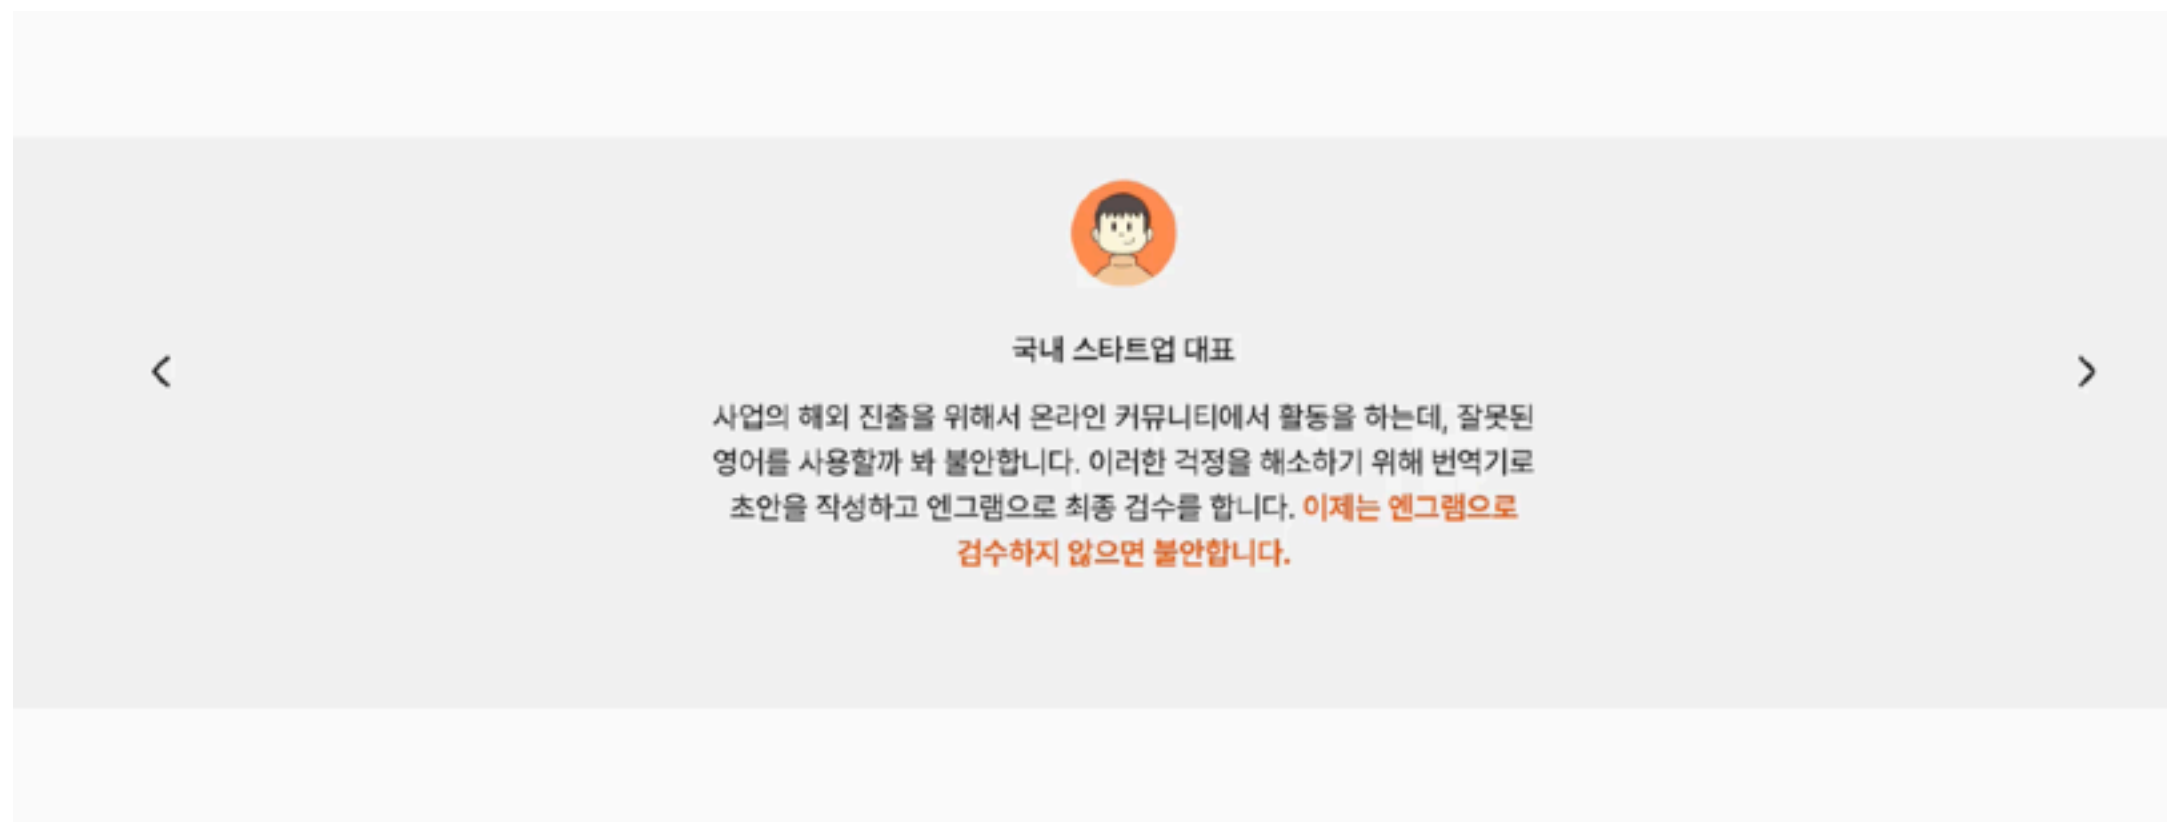 국내 스타트업 대표
사업의 해외 진출을 위해서 온라인 커뮤니티에서 활동을 하는데, 잘못된
영어를 사용할까 봐 불안합니다. 이러한 걱정을 해소하기 위해 번역기로
초안을 작성하고 엔그램으로 최종 검수를 합니다. 이제는 엔그램으로
검수하지 않으면 불안합니다.